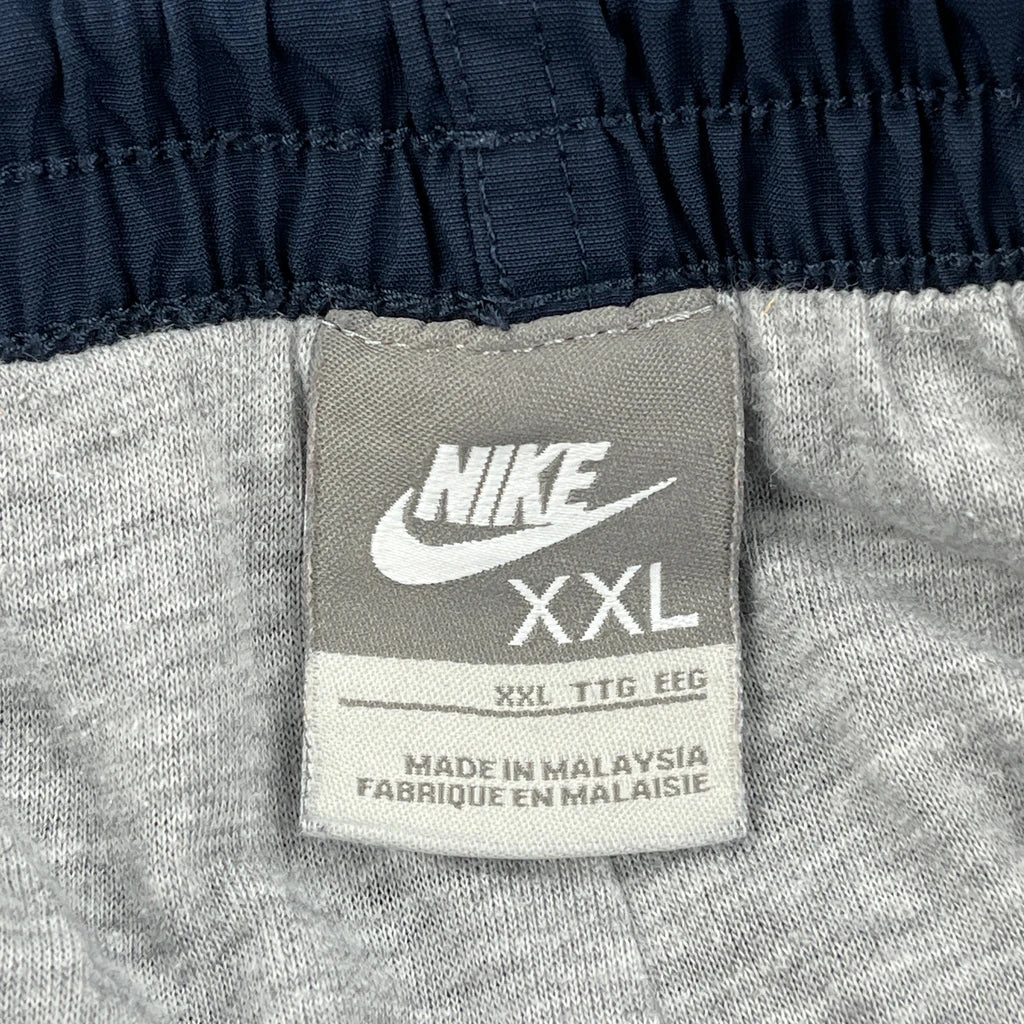 NIKE
XXL
XXL TTG EEG
MADE IN MALAYSIA
FABRIQUE EN MALAISIE